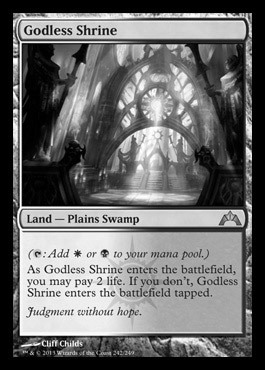 Godless Shrine
Land — Plains Swamp
( : Add or to your mana pool.)
As Godless Shrine enters the battlefield,
you may pay 2 life. If you don't, Godless
Shrine enters the battlefield tapped.
Judgment without hope.
Cliff Childs
™ & © 2013 Wizards of the Coast 242/249